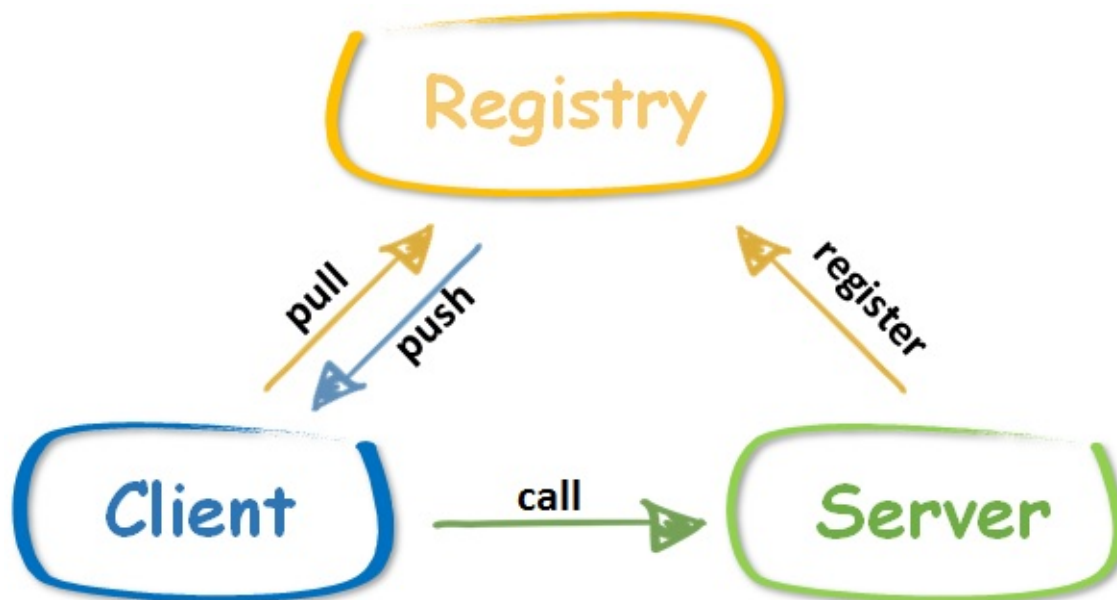 Registry
pull
push
register
Client
call
Server